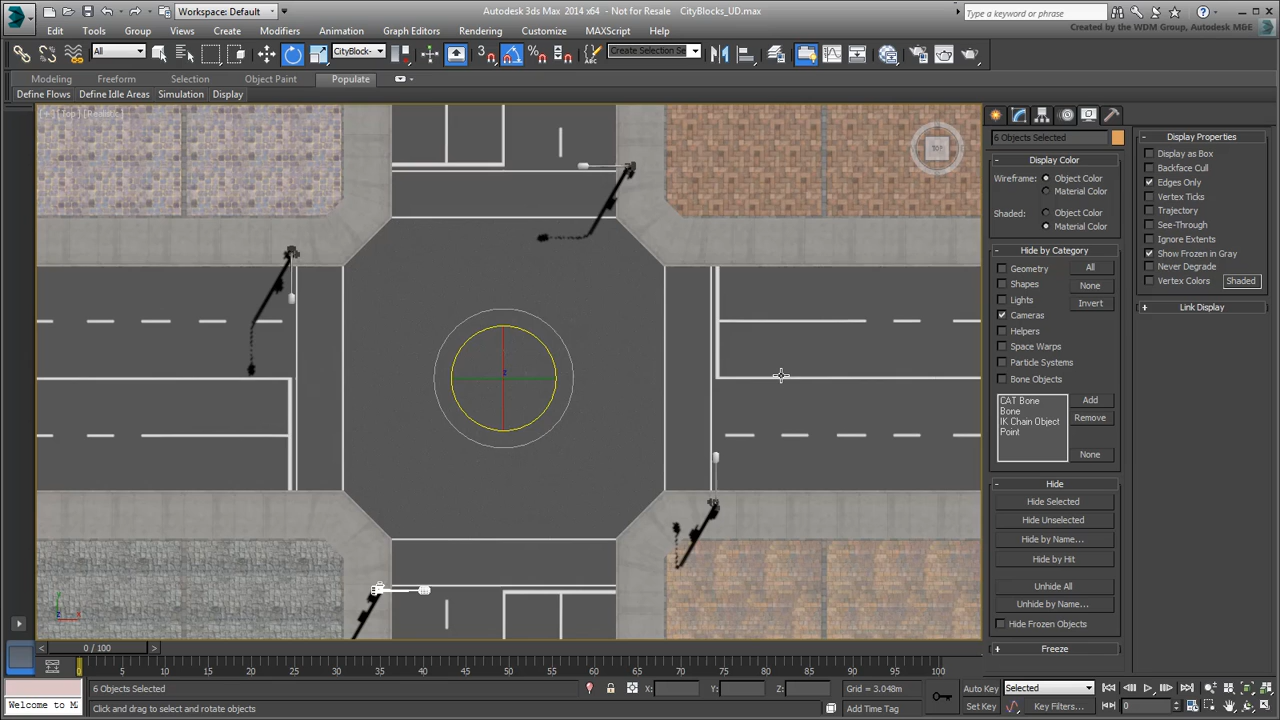 Workspace: Default
Autodesk 3ds Max 2014 x64 - Not for Resale CityBlocks_UD.max
Type a keyword or phrase
Created by the WDM Group, Autodesk M&E
Edit Tools Group Views Create Modifiers Animation Graph Editors Rendering Customize MAXScript Help
All
CityBlock-
Create Selection Se
Modeling Freeform Selection Object Paint Populate
Define Flows Define Idle Areas Simulation Display
[ + ] [ Top ] [ Realistic ]
TOP
6 Objects Selected
Display Color
Wireframe: Object Color
Material Color
Shaded: Object Color
Material Color
Hide by Category
Geometry All
Shapes None
Lights Invert
Cameras
Helpers
Space Warps
Particle Systems
Bone Objects
CAT Bone Add
Bone Remove
IK Chain Object
Point
None
Hide
Hide Selected
Hide Unselected
Hide by Name...
Hide by Hit
Unhide All
Unhide by Name...
Hide Frozen Objects
Freeze
Display Properties
Display as Box
Backface Cull
Edges Only
Vertex Ticks
Trajectory
See-Through
Ignore Extents
Show Frozen in Gray
Never Degrade
Vertex Colors Shaded
Link Display
z
y
x
0 / 100
0 5 10 15 20 25 30 35 40 45 50 55 60 65 70 75 80 85 90 95 100
6 Objects Selected X: Y: Z: Grid = 3.048m Auto Key Selected
Welcome to M Click and drag to select and rotate objects Add Time Tag Set Key Key Filters... 0